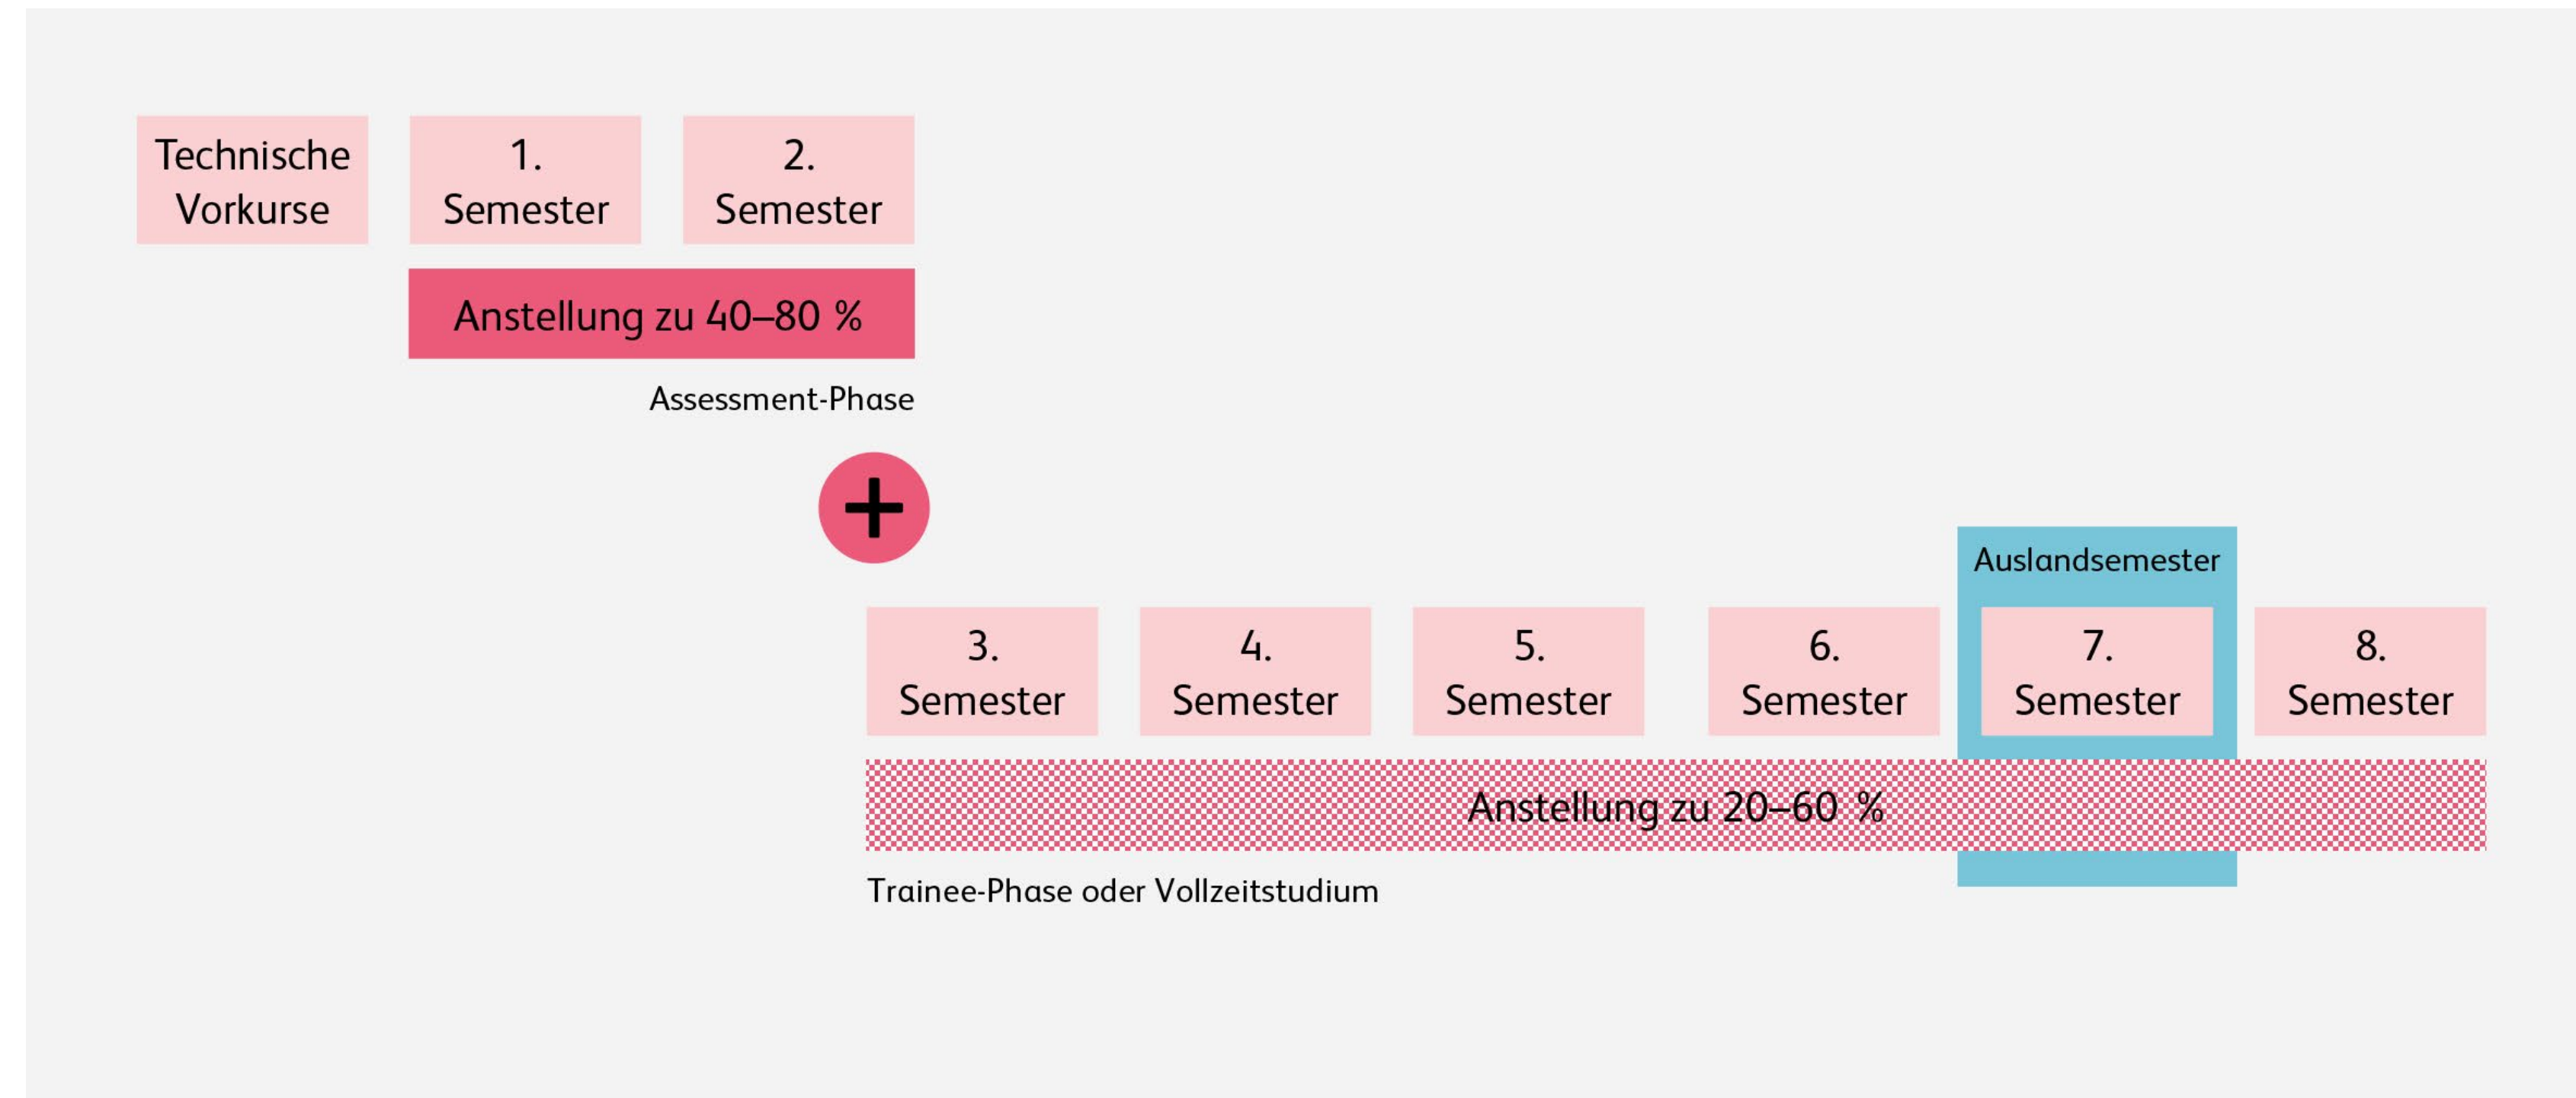 Technische
Vorkurse
1.
Semester
2.
Semester
Anstellung zu 40–80 %
Assessment-Phase
+
Auslandsemester
3.
Semester
4.
Semester
5.
Semester
6.
Semester
7.
Semester
8.
Semester
Anstellung zu 20–60 %
Trainee-Phase oder Vollzeitstudium